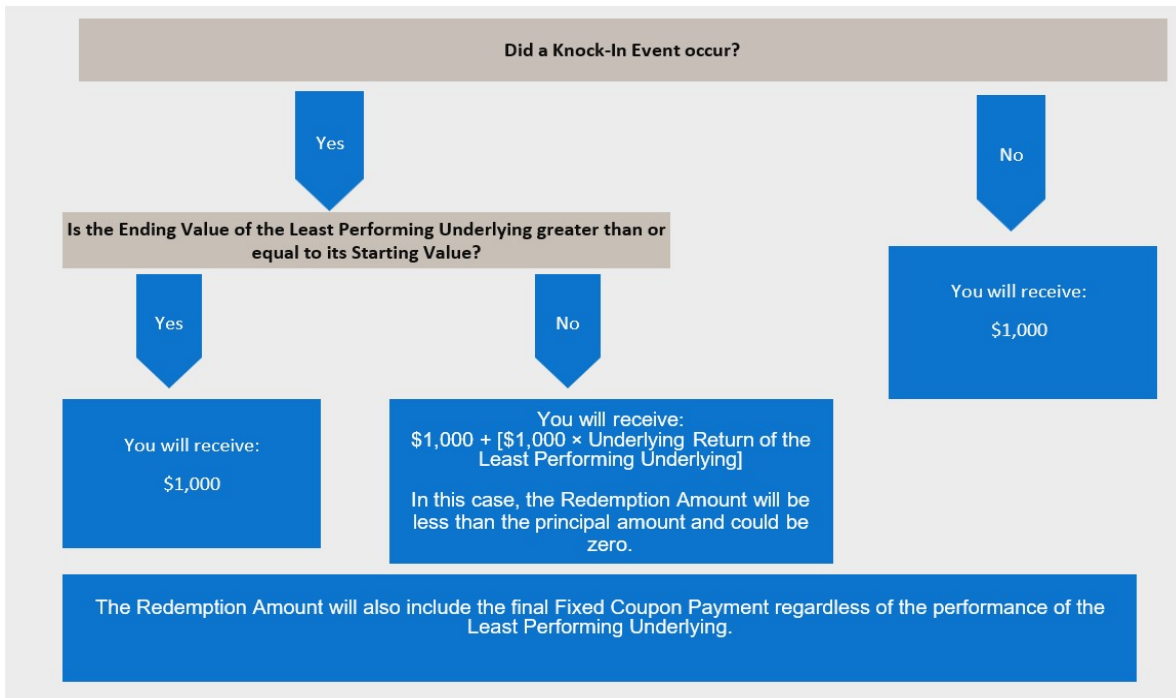 Did a Knock-In Event occur?
Yes
No
Is the Ending Value of the Least Performing Underlying greater than or
equal to its Starting Value?
Yes
No
You will receive:
$1,000
You will receive:
$1,000
You will receive:
$1,000 + [$1,000 × Underlying Return of the
Least Performing Underlying]
In this case, the Redemption Amount will be
less than the principal amount and could be
zero.
The Redemption Amount will also include the final Fixed Coupon Payment regardless of the performance of the
Least Performing Underlying.